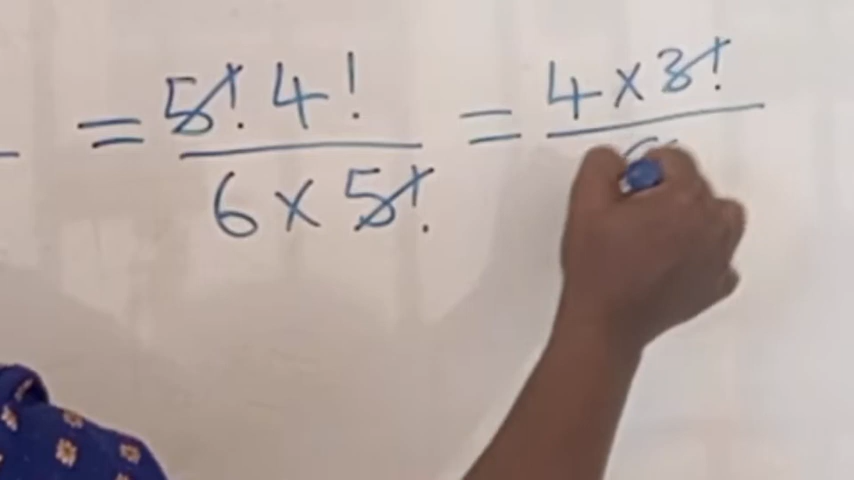 = 5! 4! / 6 × 5! = 4 × 3! /